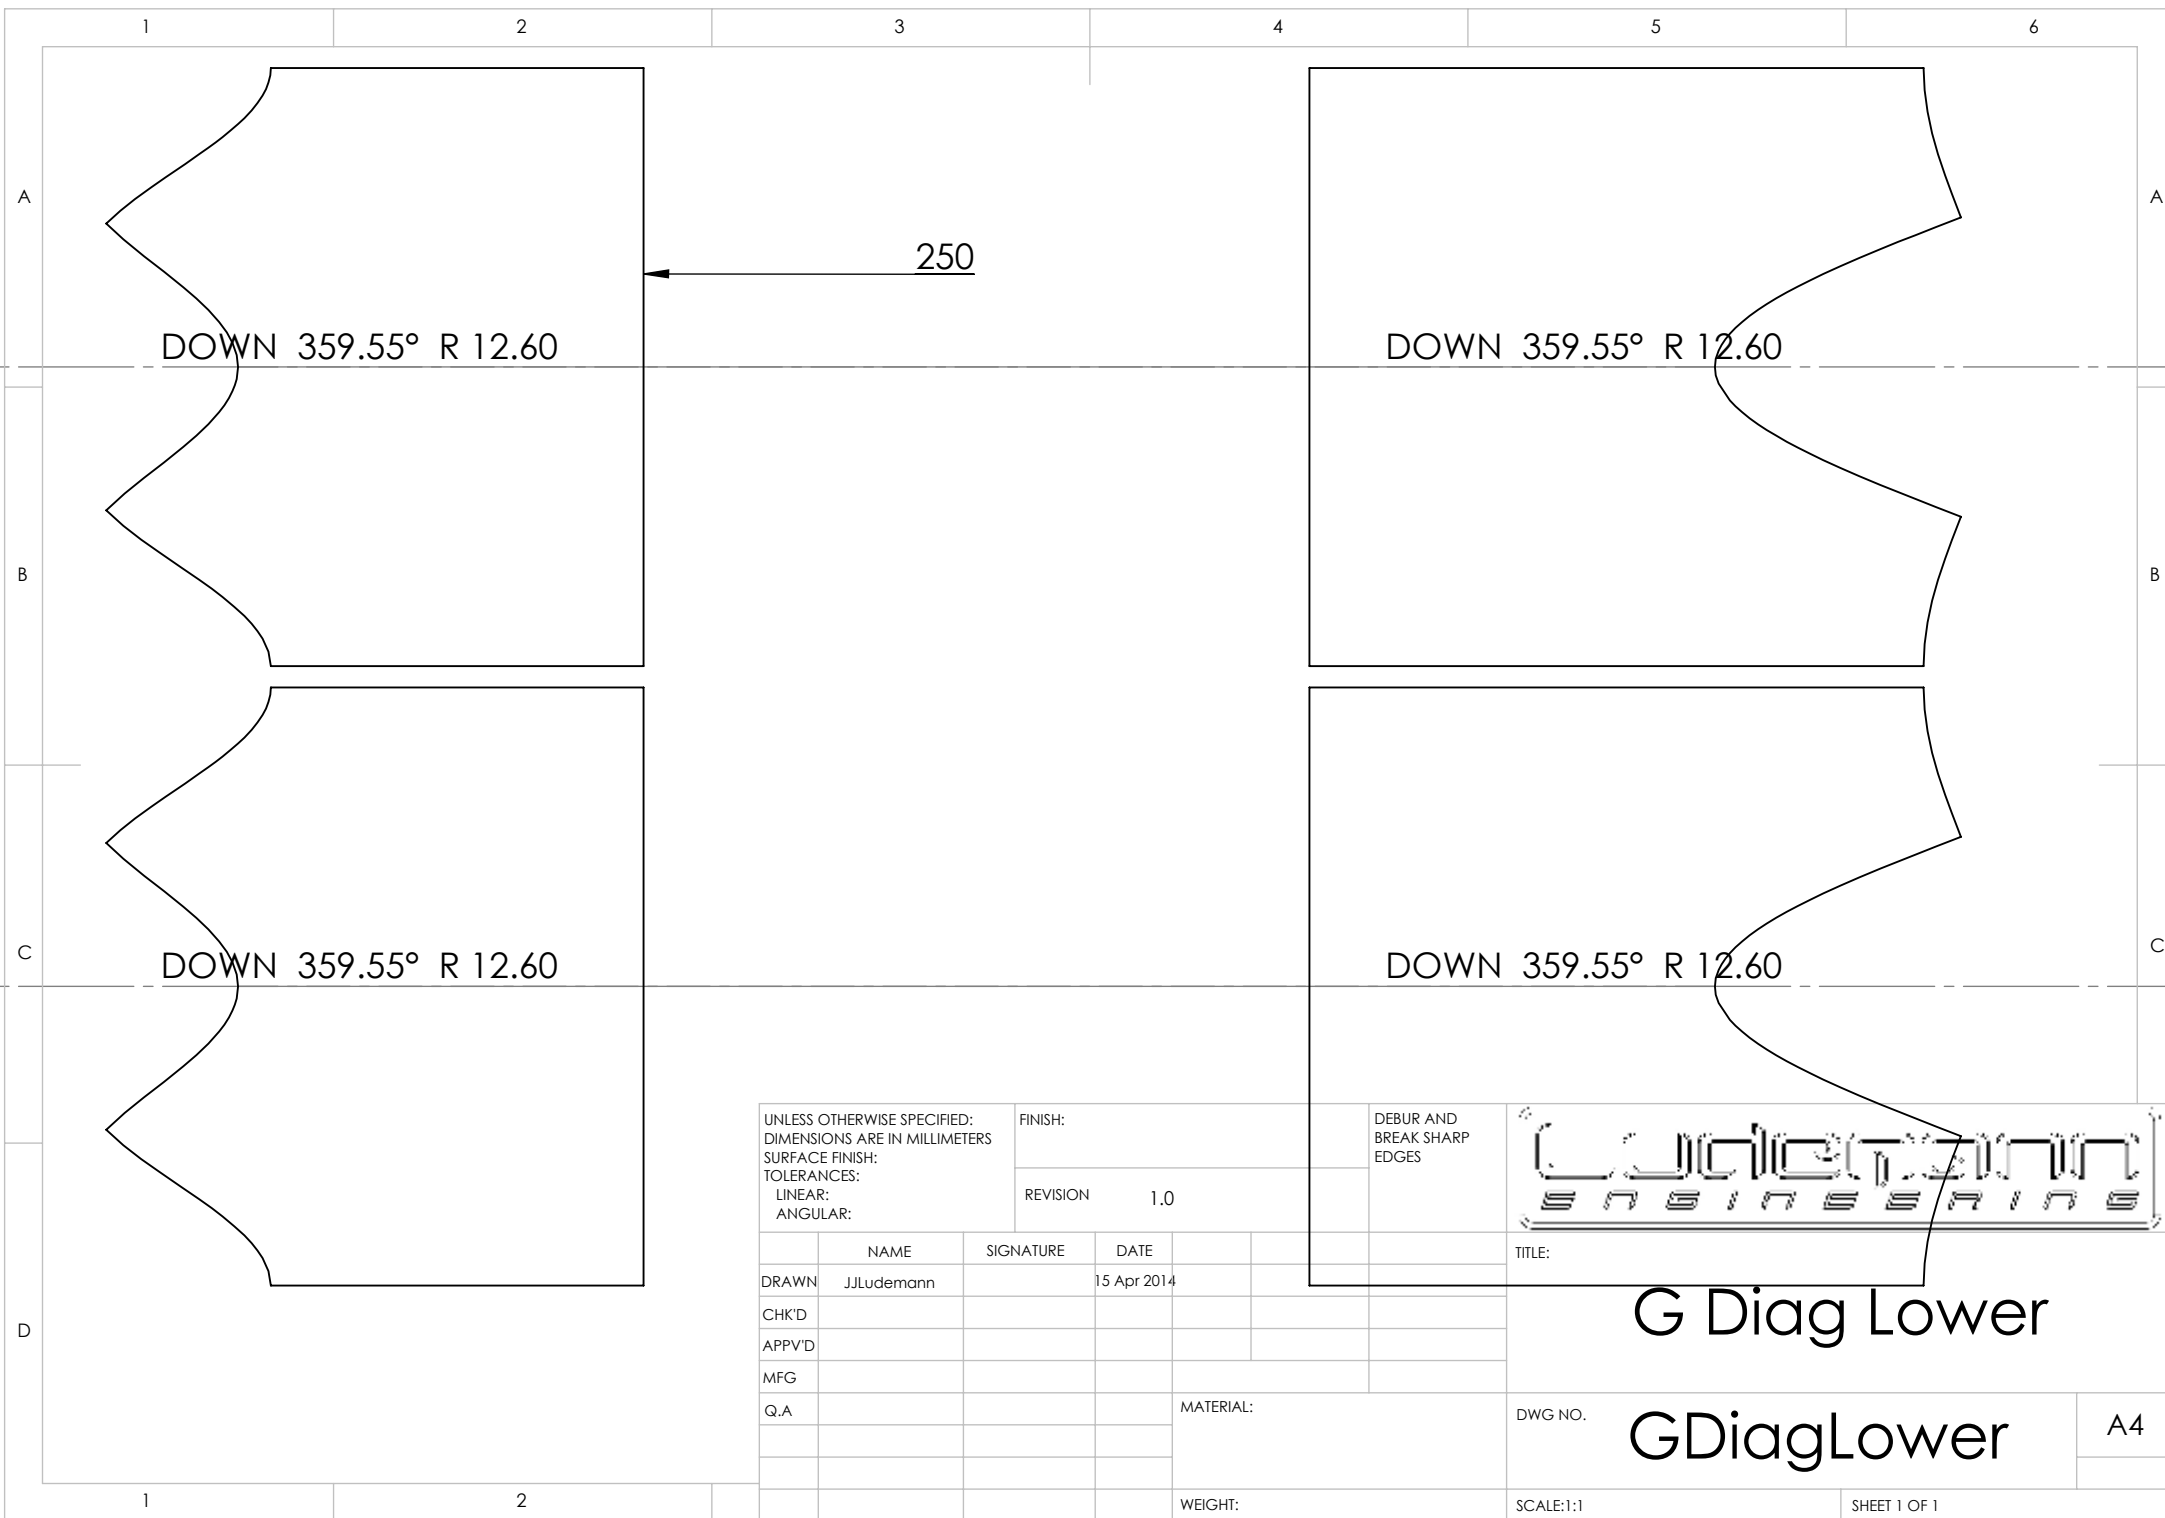 1 2 3 4 5 6
A A
250
DOWN 359.55° R 12.60 DOWN 359.55° R 12.60
B B
C C
DOWN 359.55° R 12.60 DOWN 359.55° R 12.60
UNLESS OTHERWISE SPECIFIED:
DIMENSIONS ARE IN MILLIMETERS
SURFACE FINISH:
TOLERANCES:
LINEAR:
ANGULAR:
FINISH:
REVISION 1.0
DEBUR AND
BREAK SHARP
EDGES
Ludemann
ENGINEERING
NAME SIGNATURE DATE
DRAWN JJLudemann 15 Apr 2014
CHK'D
APPV'D
MFG
Q.A
MATERIAL:
WEIGHT:
TITLE:
G Diag Lower
DWG NO.
GDiagLower
A4
SCALE:1:1
SHEET 1 OF 1
D
1 2